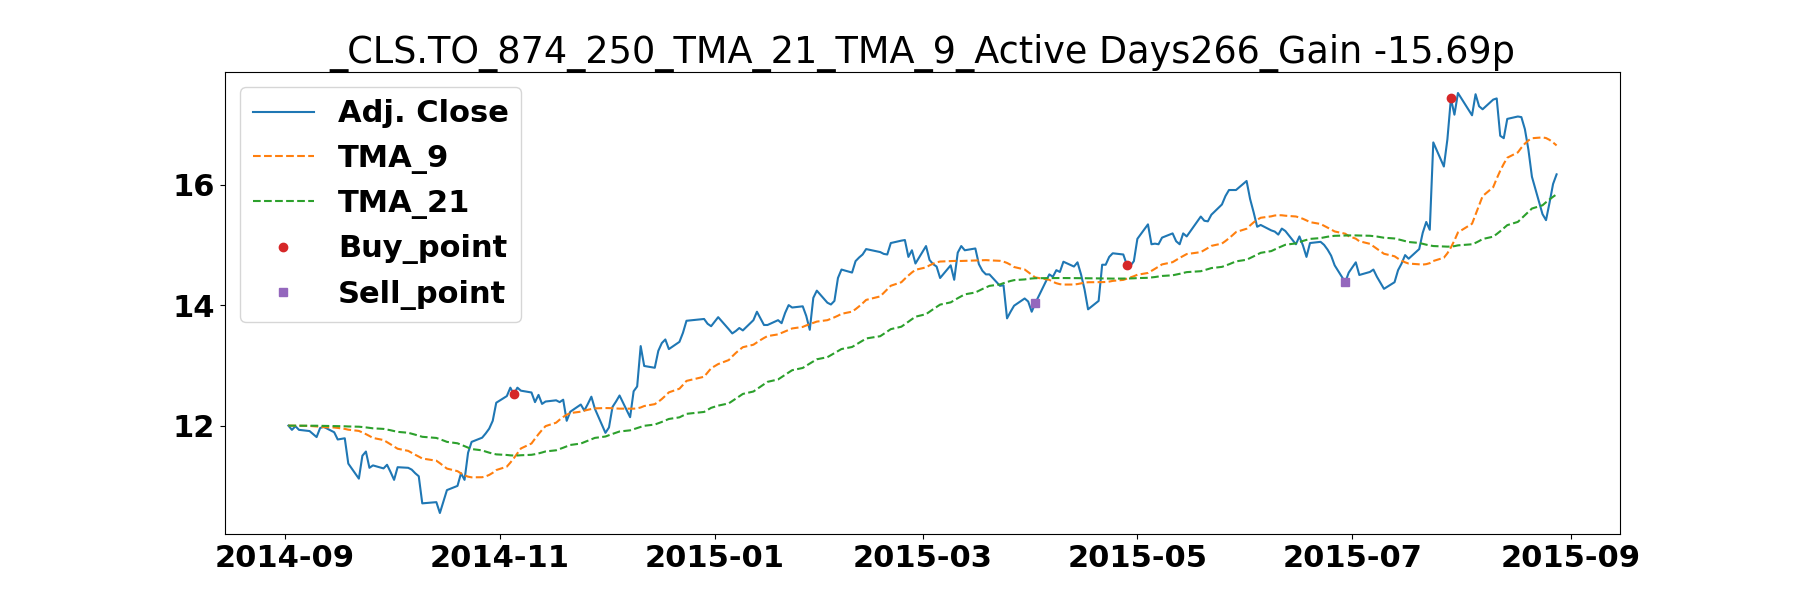 _CLS.TO_874_250_TMA_21_TMA_9_Active Days266_Gain -15.69p
Adj. Close
TMA_9
TMA_21
Buy_point
Sell_point
16
14
12
2014-09 2014-11 2015-01 2015-03 2015-05 2015-07 2015-09